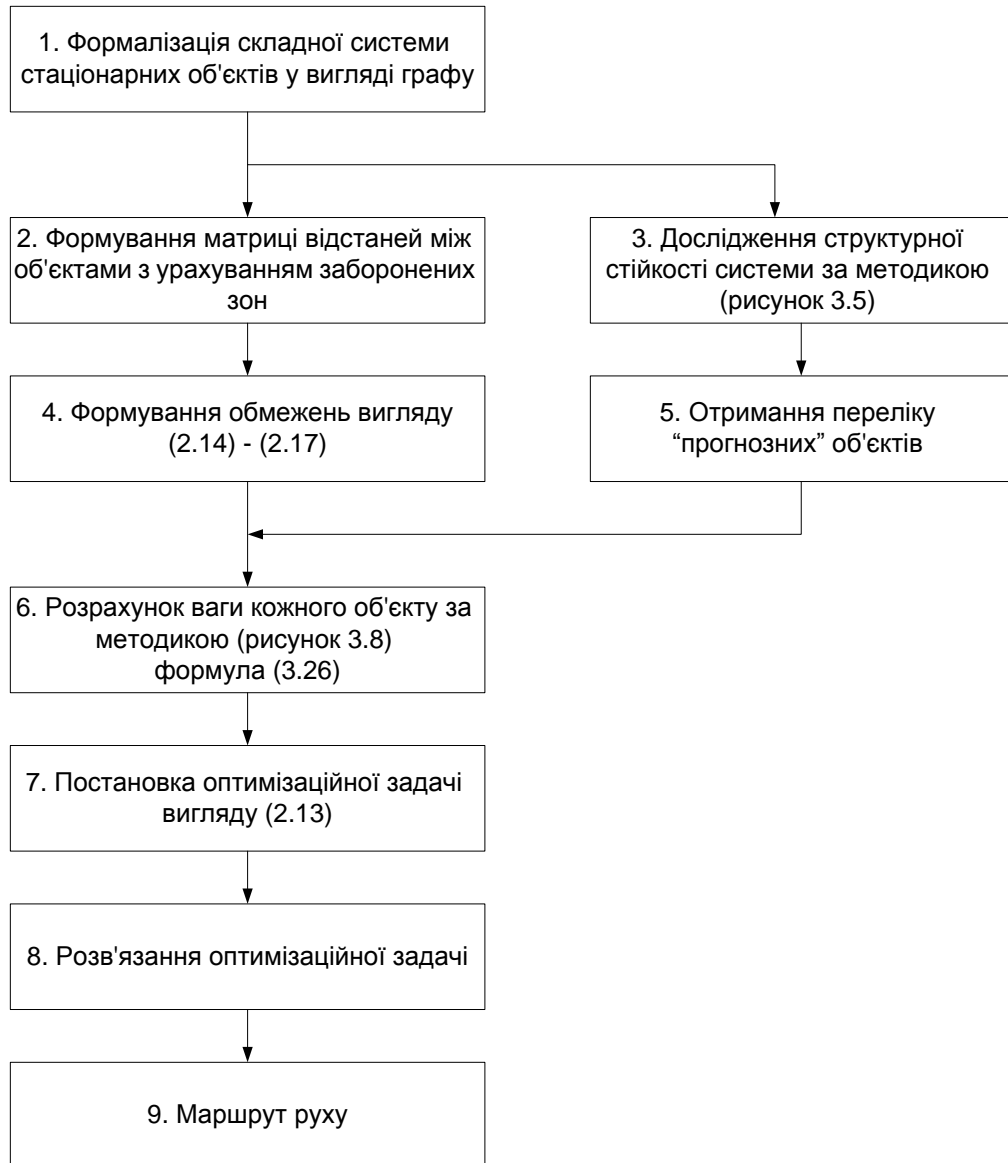 1. Формалізація складної системи
стаціонарних об'єктів у вигляді графу
2. Формування матриці відстаней між
об'єктами з урахуванням заборонених
зон
3. Дослідження структурної
стійкості системи за методикою
(рисунок 3.5)
4. Формування обмежень вигляду
(2.14) - (2.17)
5. Отримання переліку
“прогнозних” об'єктів
6. Розрахунок ваги кожного об'єкту за
методикою (рисунок 3.8)
формула (3.26)
7. Постановка оптимізаційної задачі
вигляду (2.13)
8. Розв'язання оптимізаційної задачі
9. Маршрут руху